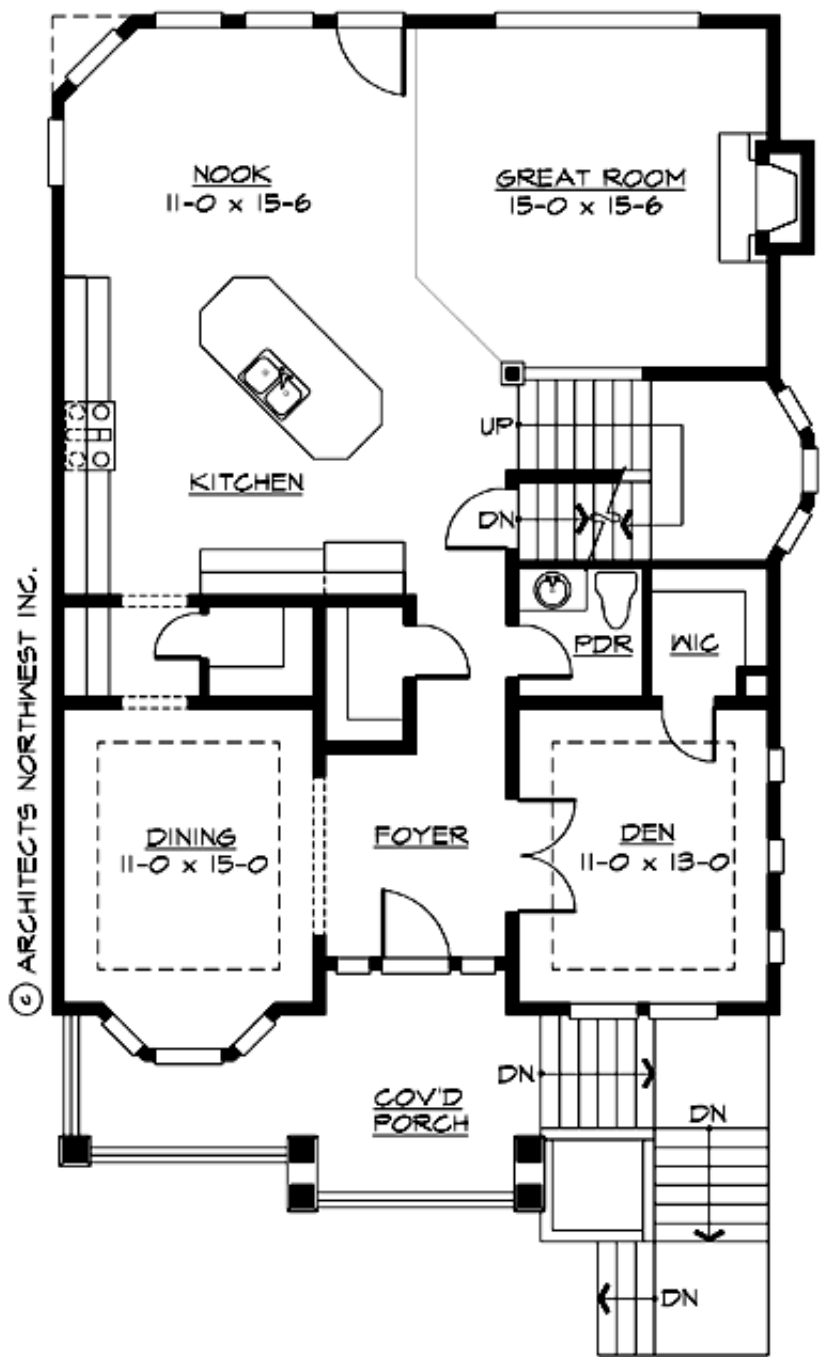 NOOK
11-0 x 15-6
GREAT ROOM
15-0 x 15-6
UP
KITCHEN
DN
PDR
WIC
DINING
11-0 x 15-0
FOYER
DEN
11-0 x 13-0
© ARCHITECTS NORTHWEST INC.
DN
COV'D
PORCH
DN
DN